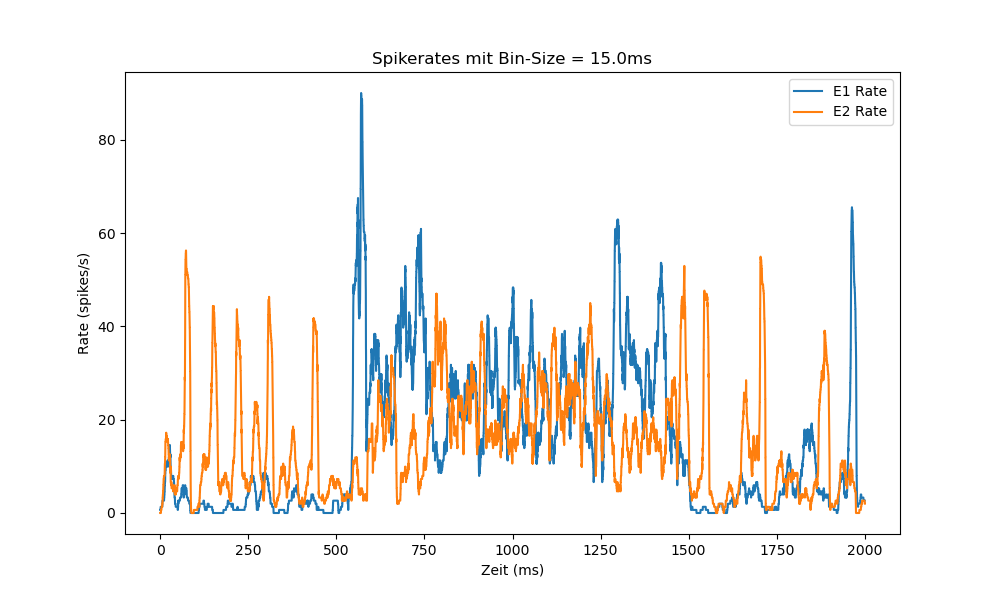 Spikerates mit Bin-Size = 15.0ms
E1 Rate
E2 Rate
Rate (spikes/s)
80
60
40
20
0
0 250 500 750 1000 1250 1500 1750 2000
Zeit (ms)